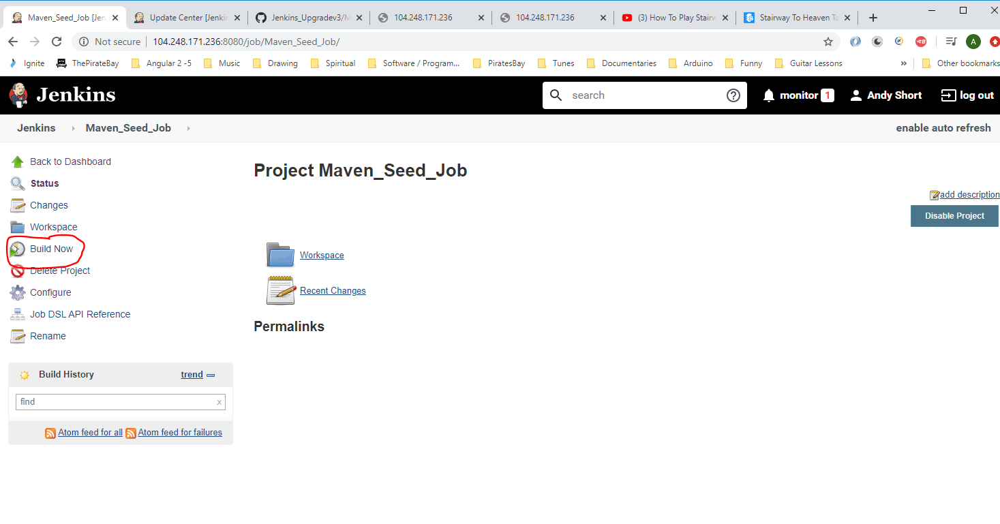 Maven_Seed_Job [Jen
Update Center [Jenkin
Jenkins_Upgradev3/M
104.248.171.236
104.248.171.236
(3) How To Play Stairw
Stairway To Heaven Ta
Not secure
104.248.171.236:8080/job/Maven_Seed_Job/
A
Ignite
ThePirateBay
Angular 2 -5
Music
Drawing
Spiritual
Software / Program...
PiratesBay
Tunes
Documentaries
Arduino
Funny
Guitar Lessons
»
Other bookmarks
Jenkins
search
monitor 1
Andy Short
log out
Jenkins
Maven_Seed_Job
enable auto refresh
Back to Dashboard
Status
Changes
Workspace
Build Now
Delete Project
Configure
Job DSL API Reference
Rename
Project Maven_Seed_Job
add description
Disable Project
Workspace
Recent Changes
Permalinks
Build History
trend
find
x
Atom feed for all
Atom feed for failures